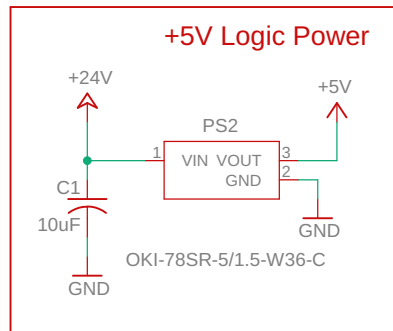 +5V Logic Power
+24V
+5V
PS2
1 VIN VOUT 3
GND 2
C1
10uF
GND
OKI-78SR-5/1.5-W36-C
GND